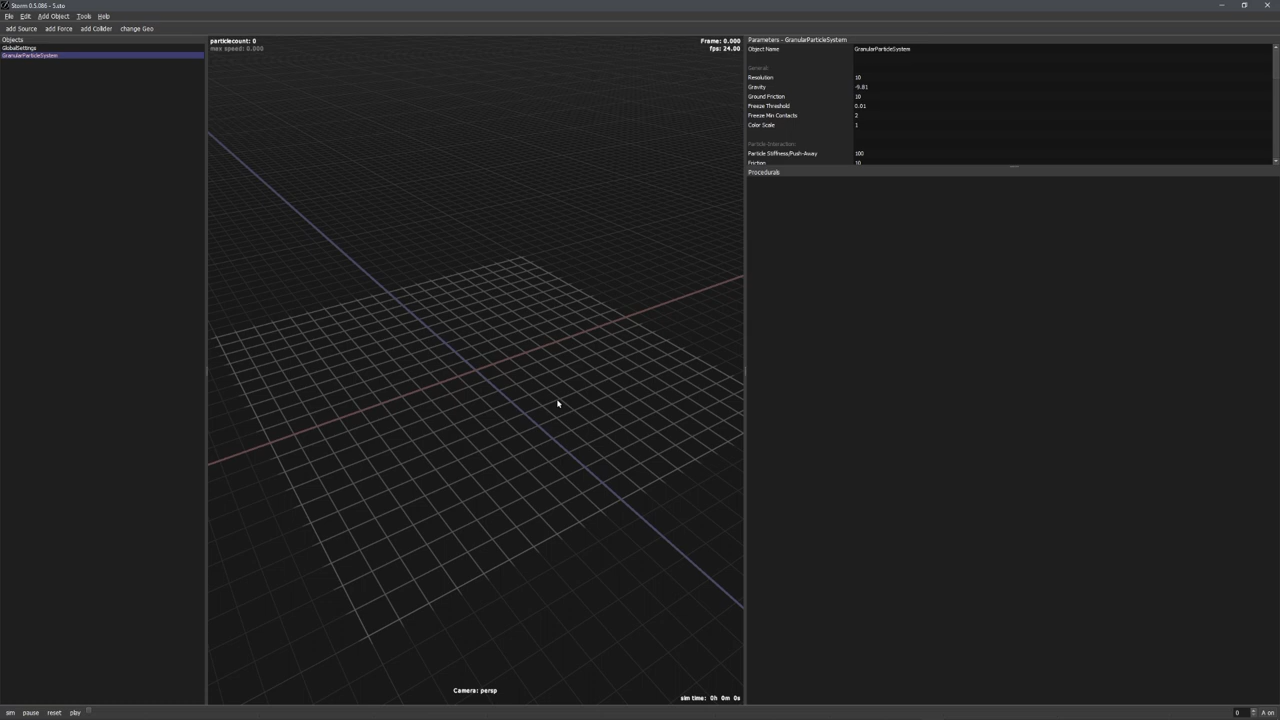 Storm 0.5.086 - 5.sto
File Edit Add Object Tools Help
add Source add Force add Collider change Geo
Objects
GlobalSettings
GranularParticleSystem
particlecount: 0
max speed: 0.000
Frame: 0.000
fps: 24.00
Camera: persp
sim time: 0h 0m 0s
Parameters - GranularParticleSystem
Object Name GranularParticleSystem
General:
Resolution 10
Gravity -9.81
Ground Friction 10
Freeze Threshold 0.01
Freeze Min Contacts 2
Color Scale 1
Particle-Interaction:
Particle Stiffness/Push-Away 100
Friction 10
Procedurals
sim pause reset play
0 A on